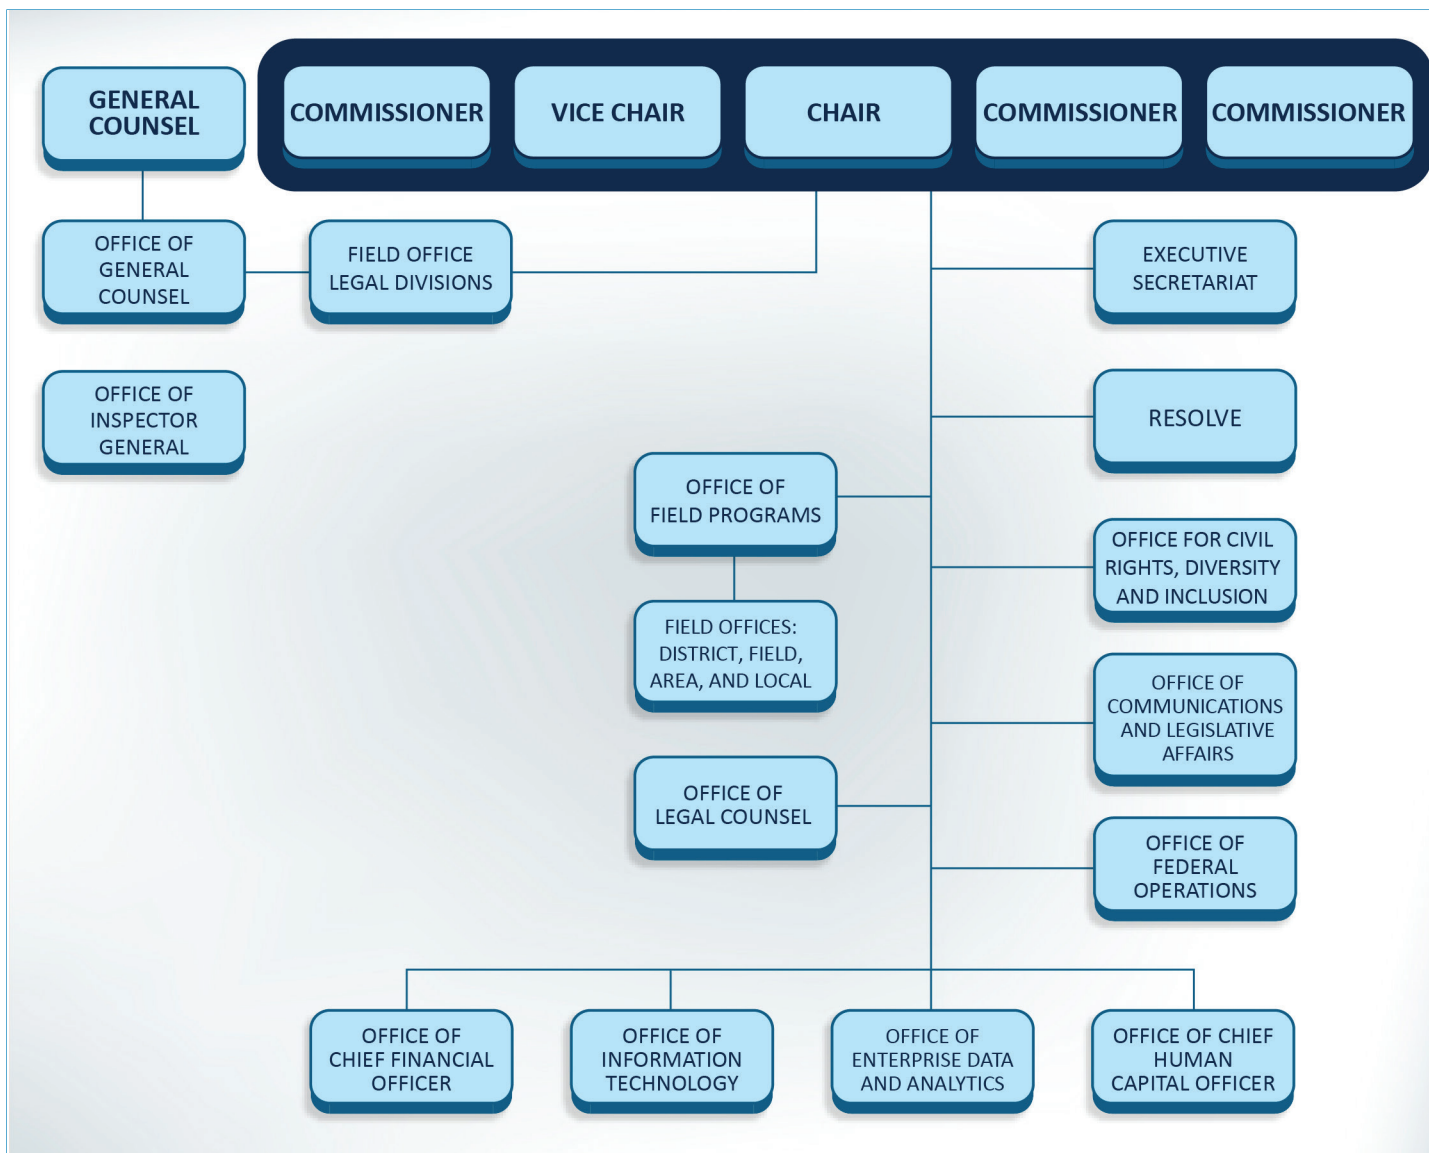 GENERAL
COUNSEL
COMMISSIONER
VICE CHAIR
CHAIR
COMMISSIONER
COMMISSIONER
OFFICE OF
GENERAL
COUNSEL
FIELD OFFICE
LEGAL DIVISIONS
EXECUTIVE
SECRETARIAT
OFFICE OF
INSPECTOR
GENERAL
RESOLVE
OFFICE OF
FIELD PROGRAMS
OFFICE FOR CIVIL
RIGHTS, DIVERSITY
AND INCLUSION
FIELD OFFICES:
DISTRICT, FIELD,
AREA, AND LOCAL
OFFICE OF
COMMUNICATIONS
AND LEGISLATIVE
AFFAIRS
OFFICE OF
LEGAL COUNSEL
OFFICE OF
FEDERAL
OPERATIONS
OFFICE OF
CHIEF FINANCIAL
OFFICER
OFFICE OF
INFORMATION
TECHNOLOGY
OFFICE OF
ENTERPRISE DATA
AND ANALYTICS
OFFICE OF CHIEF
HUMAN
CAPITAL OFFICER